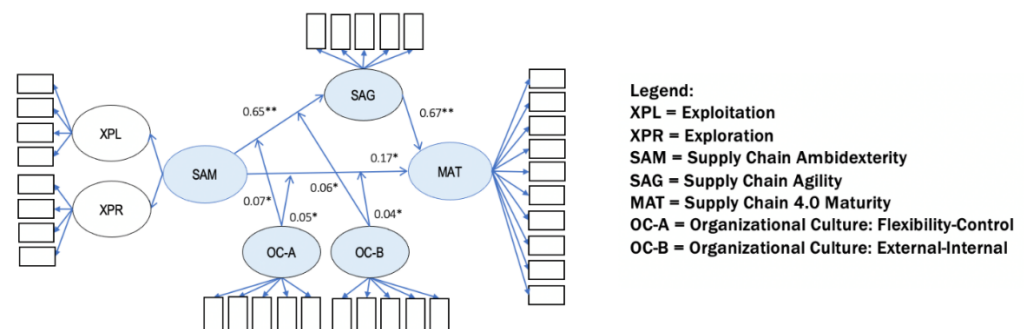 SAG
0.65**
0.67**
XPL
XPR
SAM
0.17*
MAT
0.06*
0.07*
0.05*
0.04*
OC-A
OC-B
Legend:
XPL = Exploitation
XPR = Exploration
SAM = Supply Chain Ambidexterity
SAG = Supply Chain Agility
MAT = Supply Chain 4.0 Maturity
OC-A = Organizational Culture: Flexibility-Control
OC-B = Organizational Culture: External-Internal